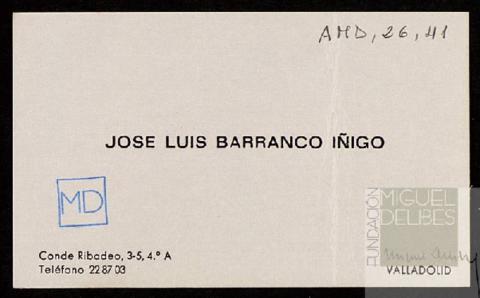 AMD, 26, 41
JOSE LUIS BARRANCO IÑIGO
MD
FUNDACIÓN
MIGUEL
DELIBES
Conde Ribadeo, 3-5, 4.º A
Teléfono 22 87 03
VALLADOLID